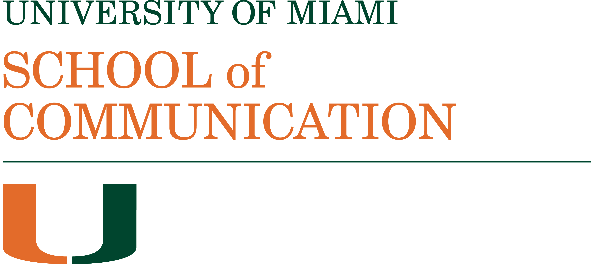 UNIVERSITY OF MIAMI
SCHOOL of
COMMUNICATION
U